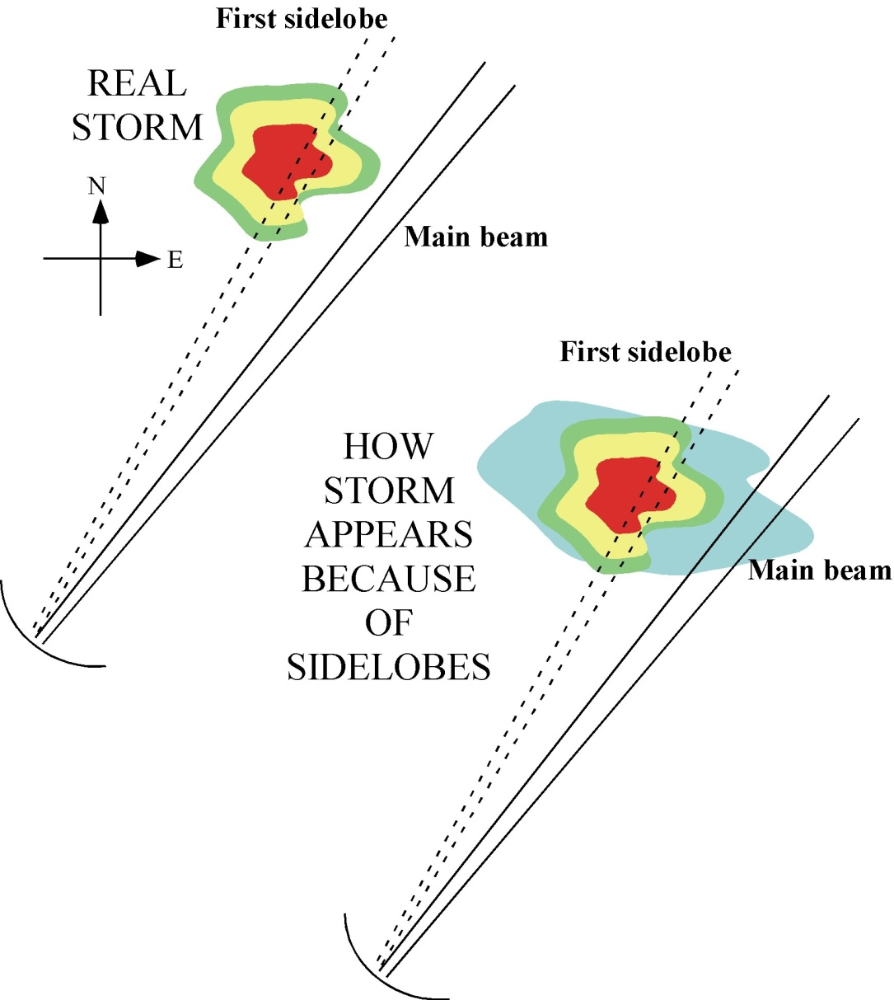 First sidelobe
REAL
STORM
N
E
Main beam
First sidelobe
HOW
STORM
APPEARS
BECAUSE
OF
SIDELOBES
Main beam